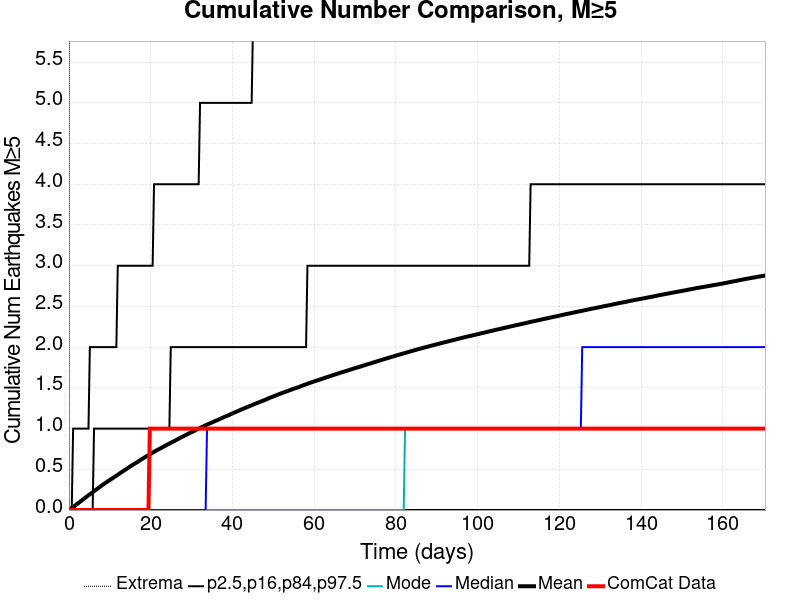 Cumulative Number Comparison, M≥5
Cumulative Num Earthquakes M≥5
5.5
5.0
4.5
4.0
3.5
3.0
2.5
2.0
1.5
1.0
0.5
0.0
0 20 40 60 80 100 120 140 160
Time (days)
Extrema p2.5,p16,p84,p97.5 Mode Median Mean ComCat Data